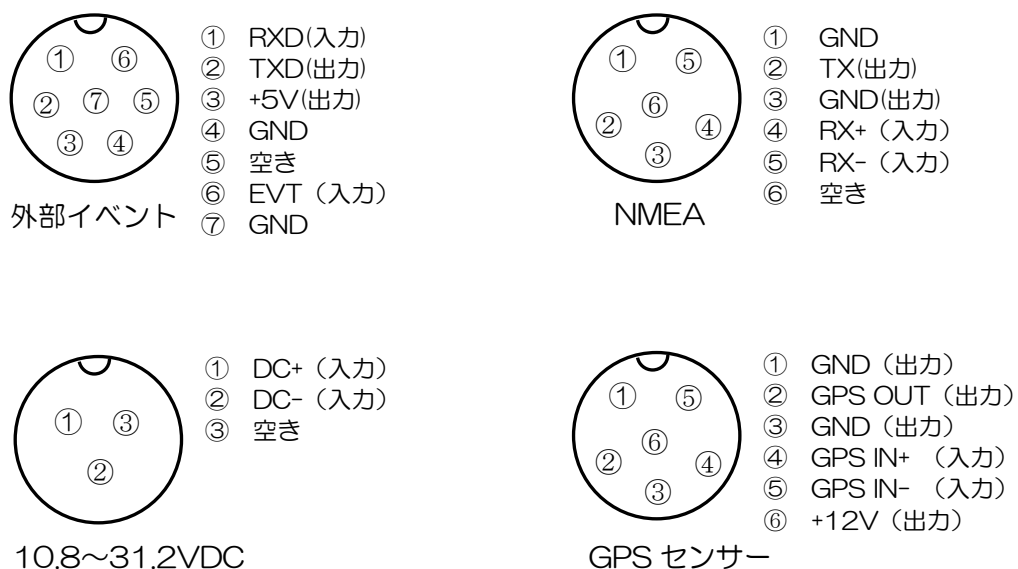 ① ⑥
② ⑦ ⑤
③ ④
外部イベント
① RXD(入力)
② TXD(出力)
③ +5V(出力)
④ GND
⑤ 空き
⑥ EVT（入力）
⑦ GND
① ⑤
⑥
② ④
③
NMEA
① GND
② TX(出力)
③ GND(出力)
④ RX+（入力）
⑤ RX-（入力）
⑥ 空き
① ③
②
10.8～31.2VDC
① DC+（入力）
② DC-（入力）
③ 空き
① ⑤
⑥
② ④
③
GPS センサー
① GND（出力）
② GPS OUT（出力）
③ GND（出力）
④ GPS IN+ （入力）
⑤ GPS IN- （入力）
⑥ +12V（出力）